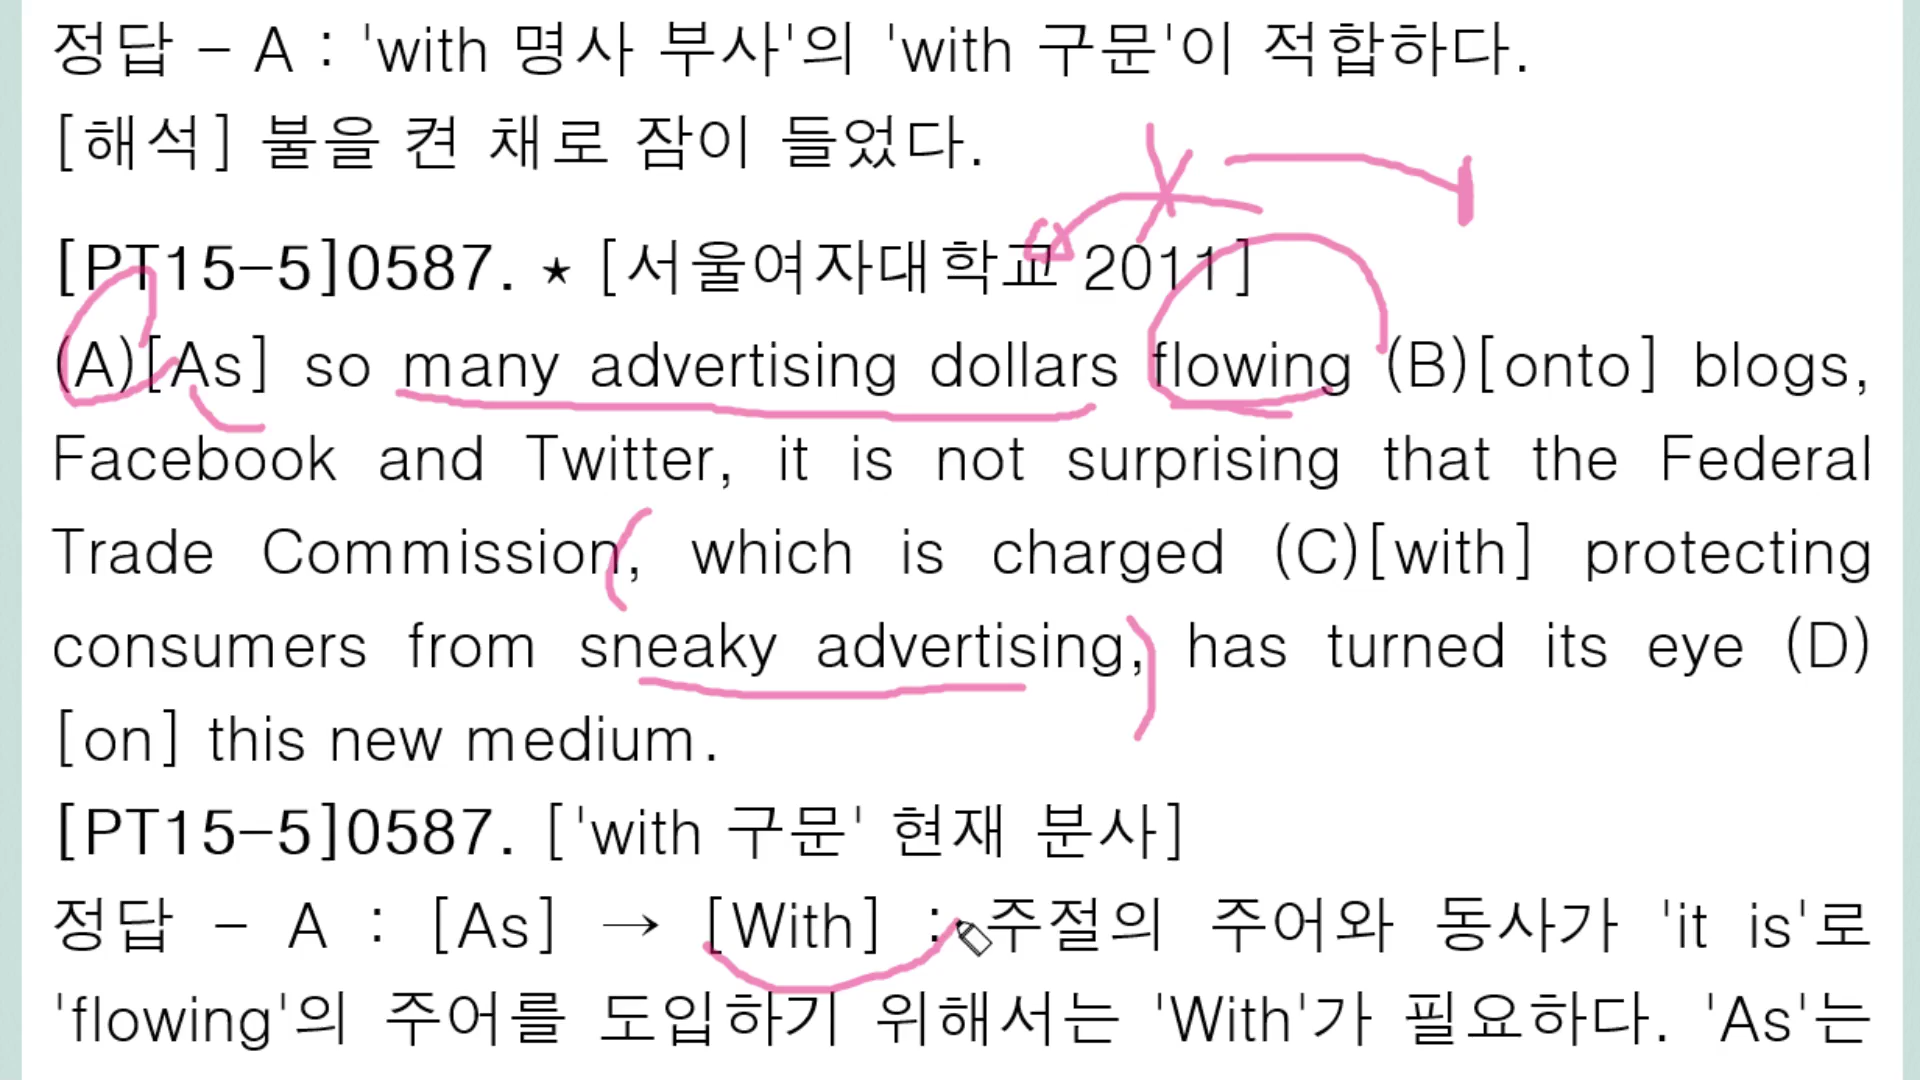 정답 – A : 'with 명사 부사'의 'with 구문'이 적합하다.
[해석] 불을 켠 채로 잠이 들었다.
[PT15–5]0587. ★ [서울여자대학교 2011]
(A)[As] so many advertising dollars flowing (B)[onto] blogs,
Facebook and Twitter, it is not surprising that the Federal
Trade Commission, which is charged (C)[with] protecting
consumers from sneaky advertising, has turned its eye (D)
[on] this new medium.
[PT15–5]0587. ['with 구문' 현재 분사]
정답 – A : [As] → [With] : 주절의 주어와 동사가 'it is'로
'flowing'의 주어를 도입하기 위해서는 'With'가 필요하다. 'As'는